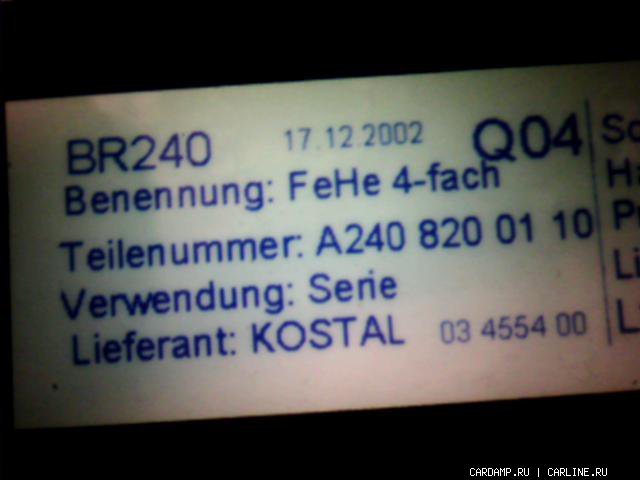 BR240 17.12.2002 Q04
Benennung: FeHe 4-fach
Teilenummer: A240 820 01 10
Verwendung: Serie
Lieferant: KOSTAL 03 4554 00
CARDAMP.RU | CARLINE.RU